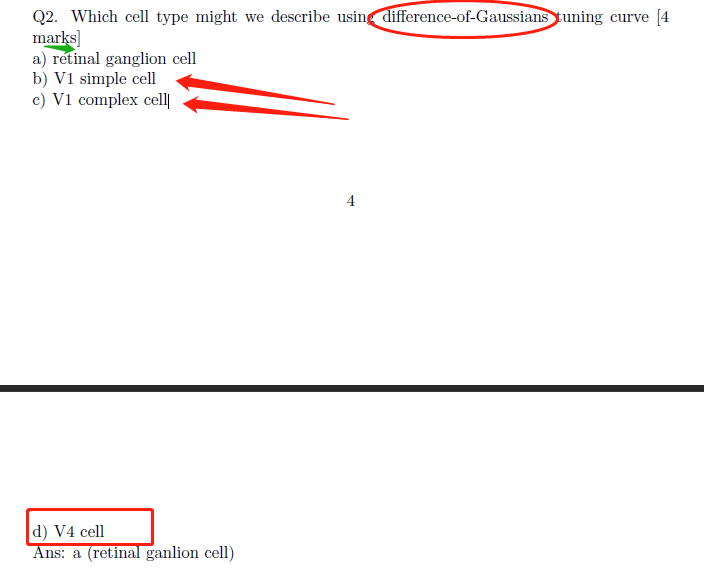 Q2. Which cell type might we describe using difference-of-Gaussians tuning curve [4
marks]
a) retinal ganglion cell
b) V1 simple cell
c) V1 complex cell
4
d) V4 cell
Ans: a (retinal ganlion cell)